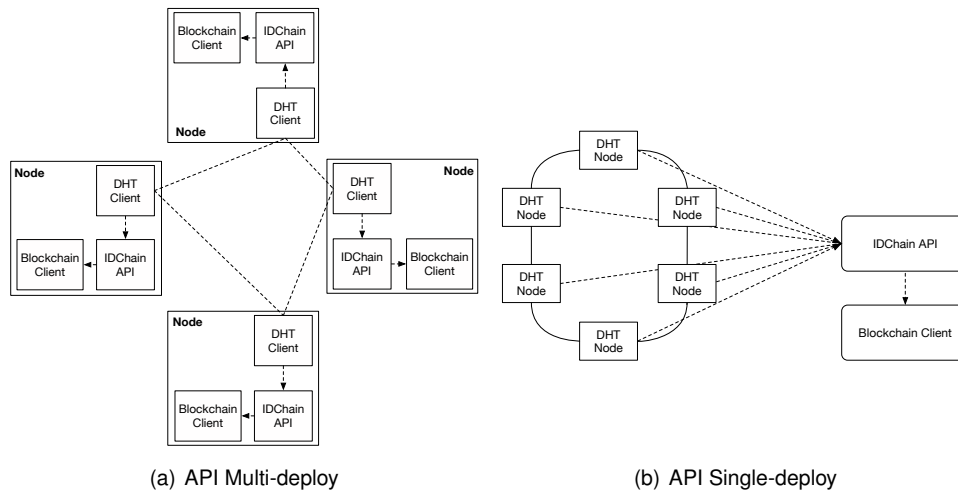 Blockchain
Client
IDChain
API
DHT
Client
Node
Node
DHT
Client
Blockchain
Client
IDChain
API
Node
DHT
Client
IDChain
API
Blockchain
Client
Node
DHT
Client
Blockchain
Client
IDChain
API
(a) API Multi-deploy
DHT
Node
DHT
Node
DHT
Node
DHT
Node
DHT
Node
DHT
Node
IDChain API
Blockchain Client
(b) API Single-deploy